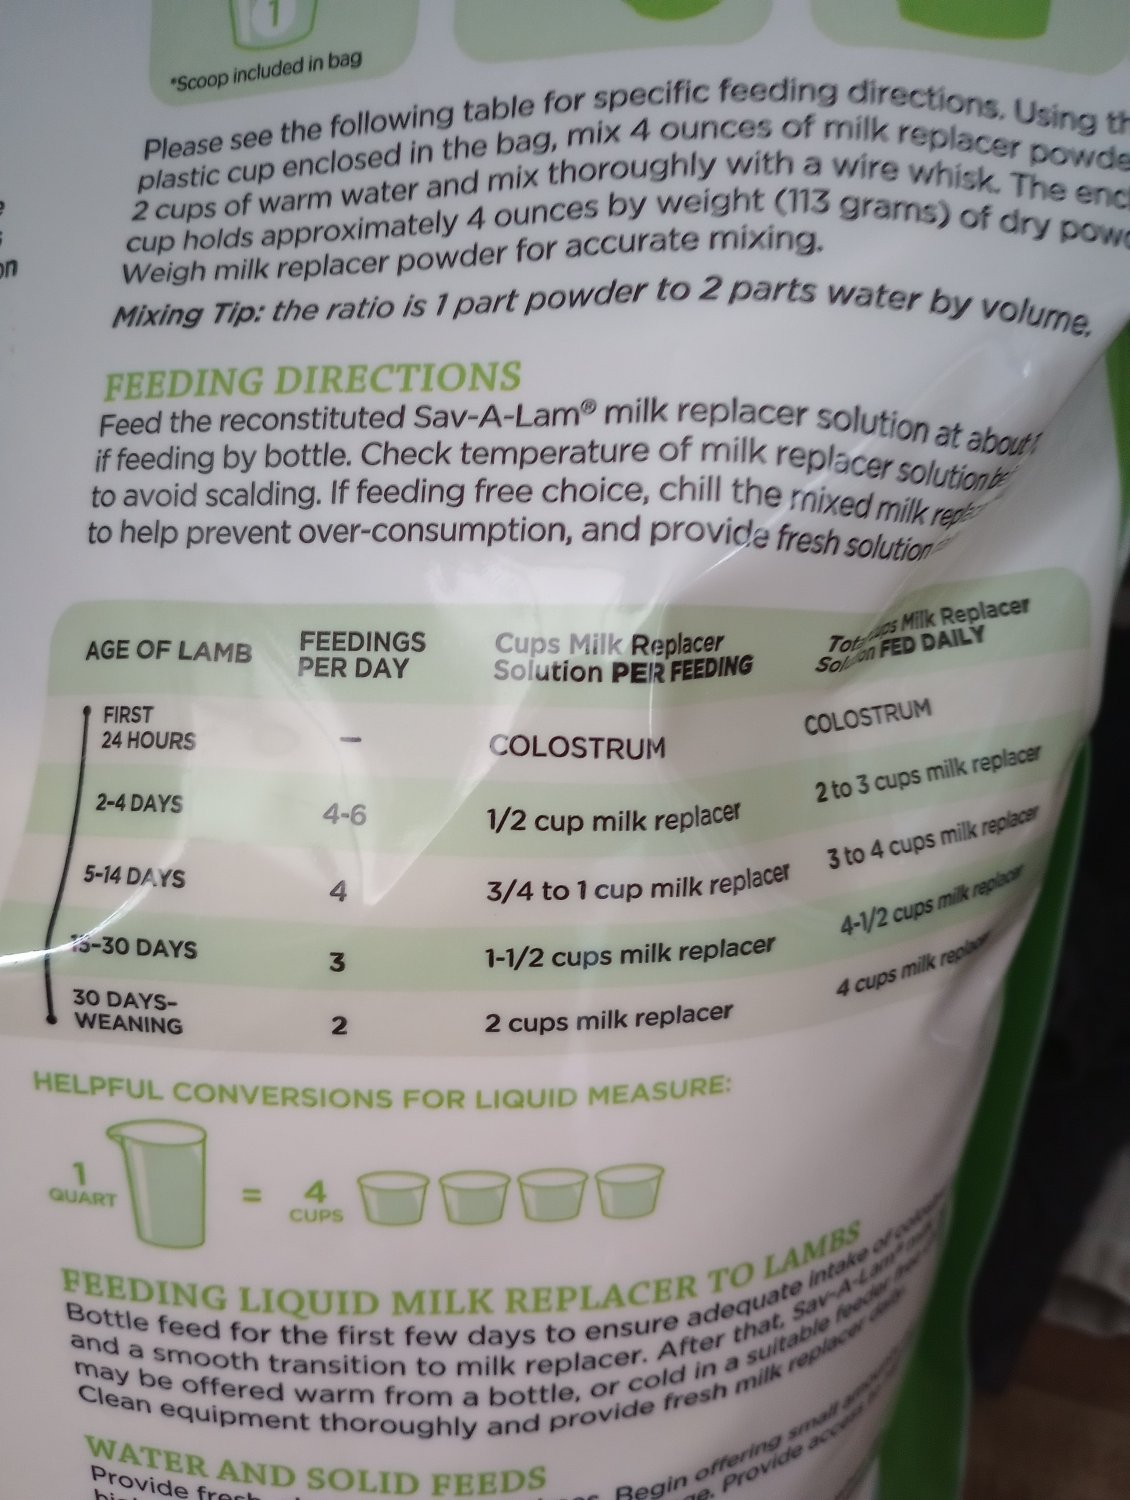 1
*Scoop included in bag
Please see the following table for specific feeding directions. Using
plastic cup enclosed in the bag, mix 4 ounces of milk replacer
2 cups of warm water and mix thoroughly with a wire whisk. The
cup holds approximately 4 ounces by weight (113 grams) of dry
Weigh milk replacer powder for accurate mixing.
Mixing Tip: the ratio is 1 part powder to 2 parts water by volume.
FEEDING DIRECTIONS
Feed the reconstituted Sav-A-Lam® milk replacer solution at about
if feeding by bottle. Check temperature of milk replacer solution
to avoid scalding. If feeding free choice, chill the mixed milk
to help prevent over-consumption, and provide fresh solution
AGE OF LAMB FEEDINGS PER DAY Cups Milk Replacer Solution PER FEEDING Milk Replacer FED DAILY
FIRST 24 HOURS – COLOSTRUM COLOSTRUM
2-4 DAYS 4-6 1/2 cup milk replacer 2 to 3 cups milk replacer
5-14 DAYS 4 3/4 to 1 cup milk replacer 3 to 4 cups milk replacer
15-30 DAYS 3 1-1/2 cups milk replacer 4-1/2 cups milk replacer
30 DAYS-WEANING 2 2 cups milk replacer 4 cups milk
HELPFUL CONVERSIONS FOR LIQUID MEASURE:
1 QUART = 4 CUPS
FEEDING LIQUID MILK REPLACER TO LAMBS
Bottle feed for the first few days to ensure adequate intake of
and a smooth transition to milk replacer. After that, Sav-A-Lam®
may be offered warm from a bottle, or cold in a suitable feeder
Clean equipment thoroughly and provide fresh milk replacer
WATER AND SOLID FEEDS
Provide Begin offering small
Provide